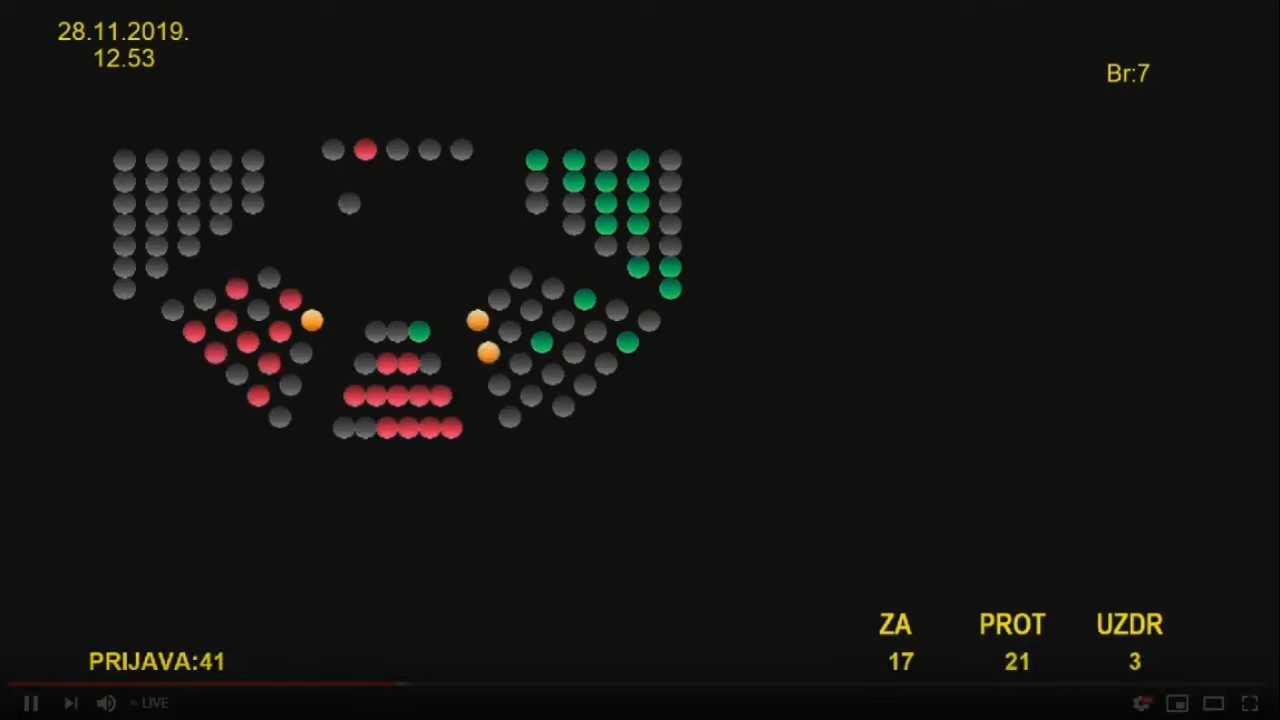 28.11.2019.
12.53
Br:7
ZA PROT UZDR
PRIJAVA:41 17 21 3
LIVE